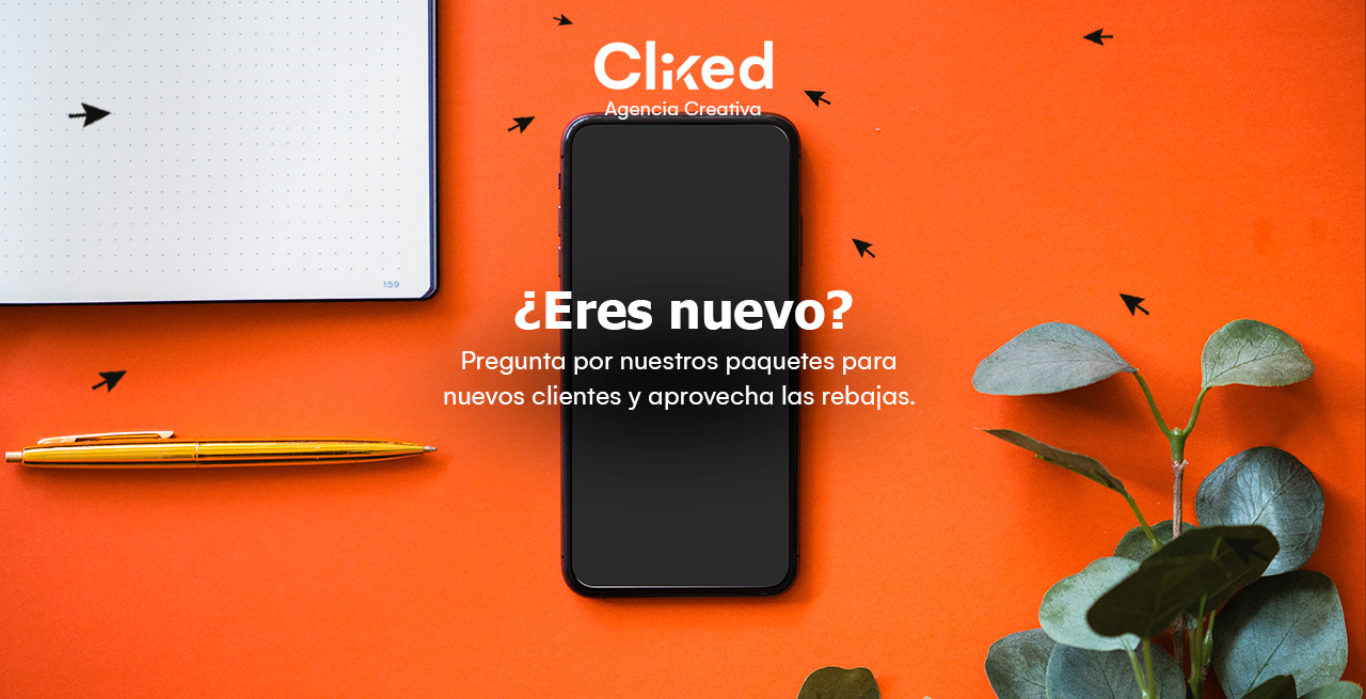 Cliked
Agencia Creativa
159
¿Eres nuevo?
Pregunta por nuestros paquetes para
nuevos clientes y aprovecha las rebajas.